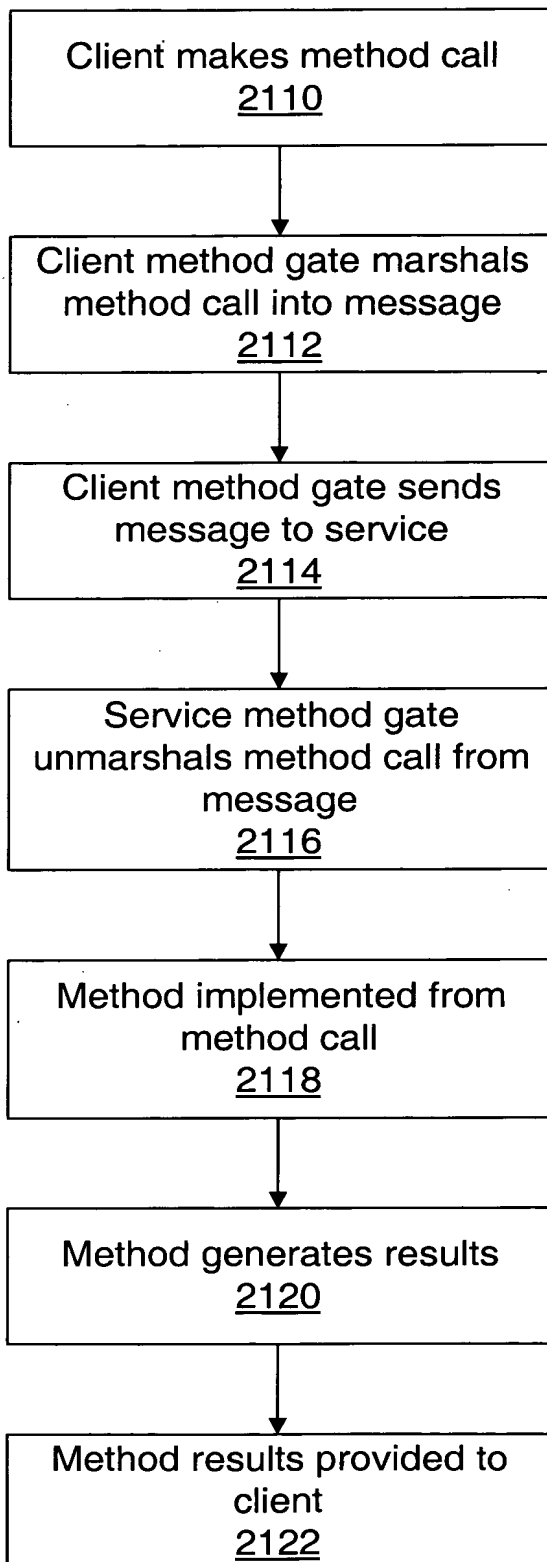 Client makes method call
2110
Client method gate marshals
method call into message
2112
Client method gate sends
message to service
2114
Service method gate
unmarshals method call from
message
2116
Method implemented from
method call
2118
Method generates results
2120
Method results provided to
client
2122